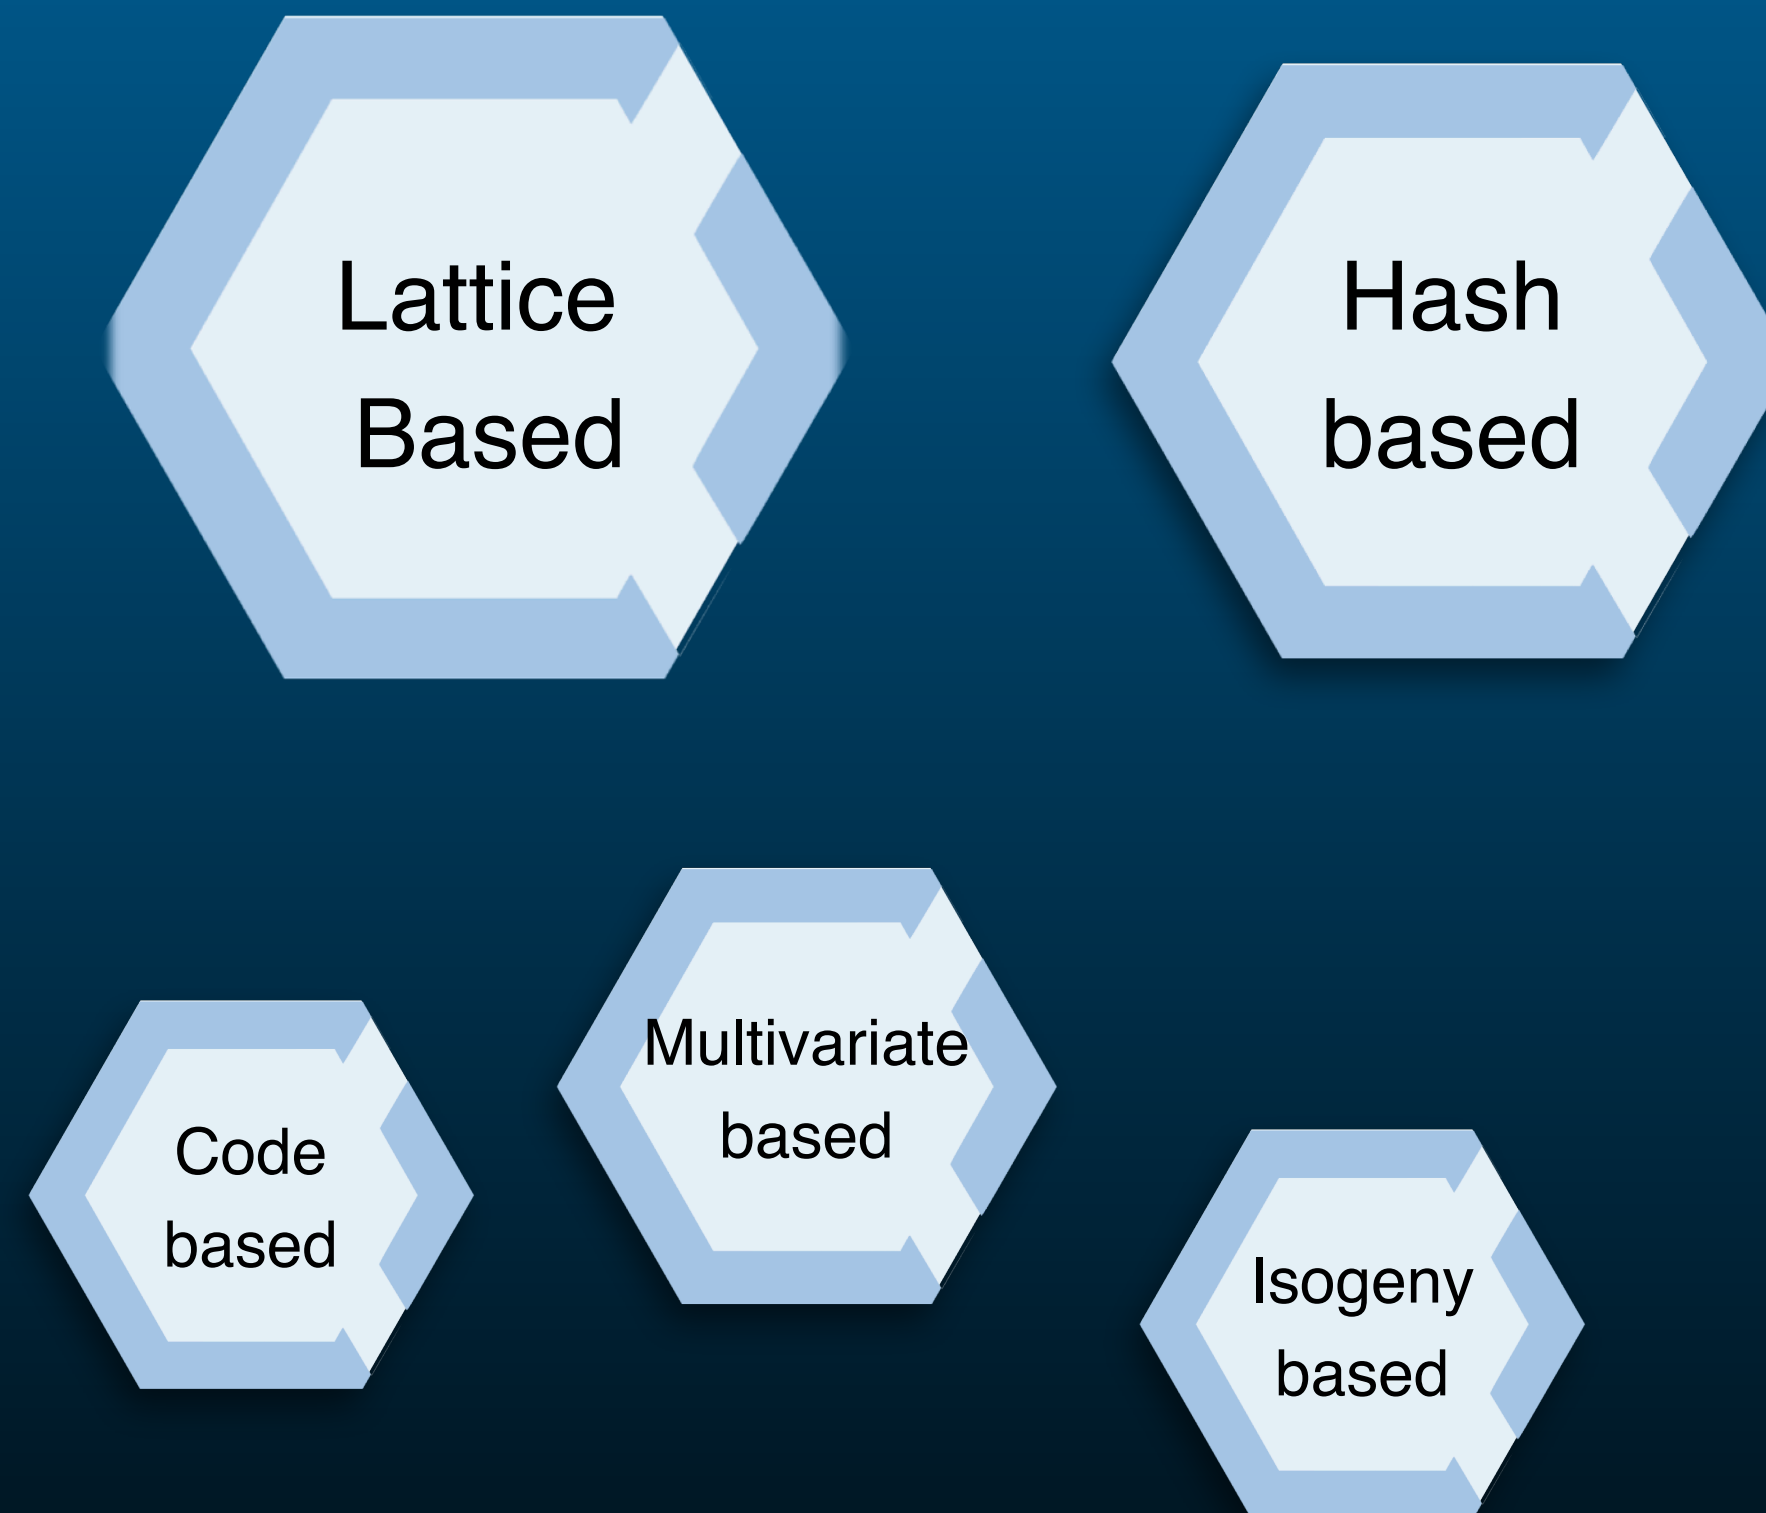 Lattice
Based
Hash
based
Multivariate
based
Code
based
Isogeny
based